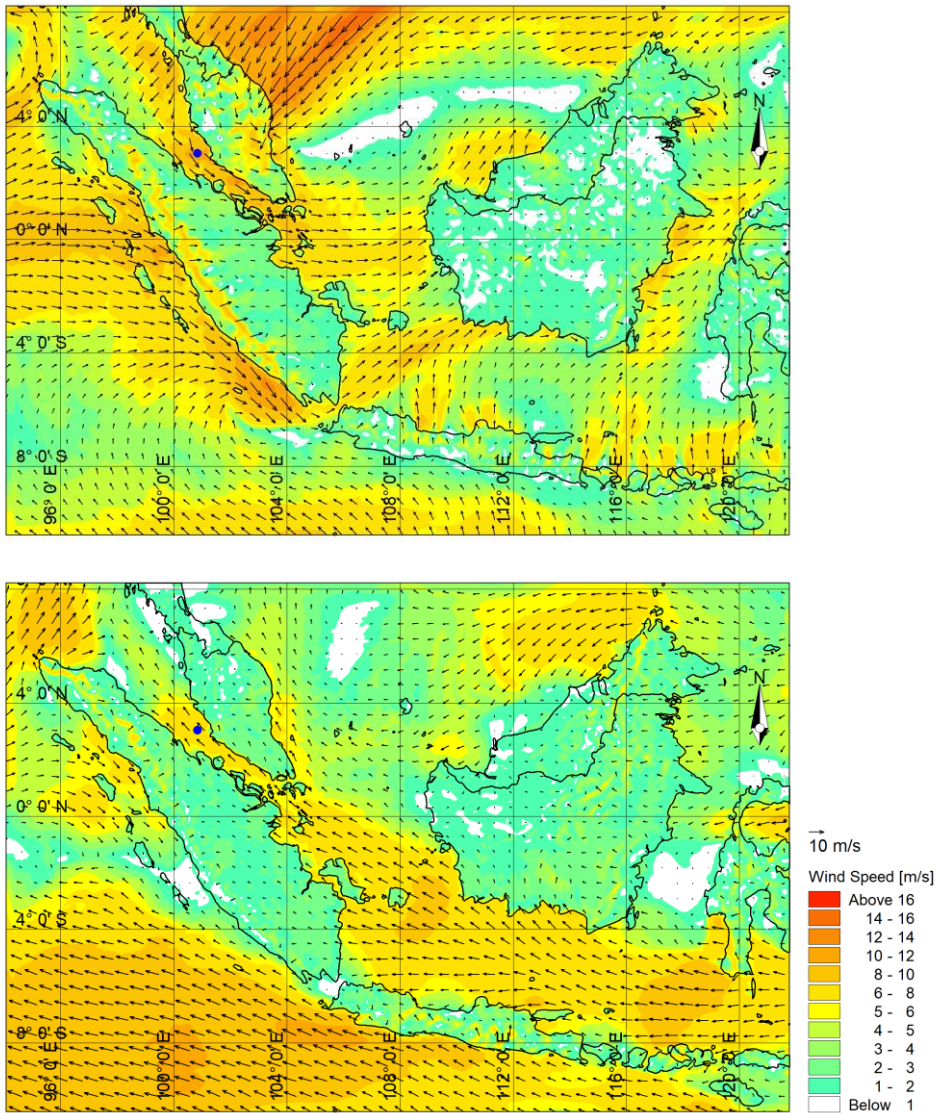 N
4° 0' N
0° 0' N
4° 0' S
8° 0' S
96° 0' E
100° 0' E
104° 0' E
108° 0' E
112° 0' E
116° 0' E
120° 0' E
N
4° 0' N
0° 0' N
4° 0' S
8° 0' S
96° 0' E
100° 0' E
104° 0' E
108° 0' E
112° 0' E
116° 0' E
120° 0' E
10 m/s
Wind Speed [m/s]
Above 16
14 - 16
12 - 14
10 - 12
8 - 10
6 - 8
5 - 6
4 - 5
3 - 4
2 - 3
1 - 2
Below 1